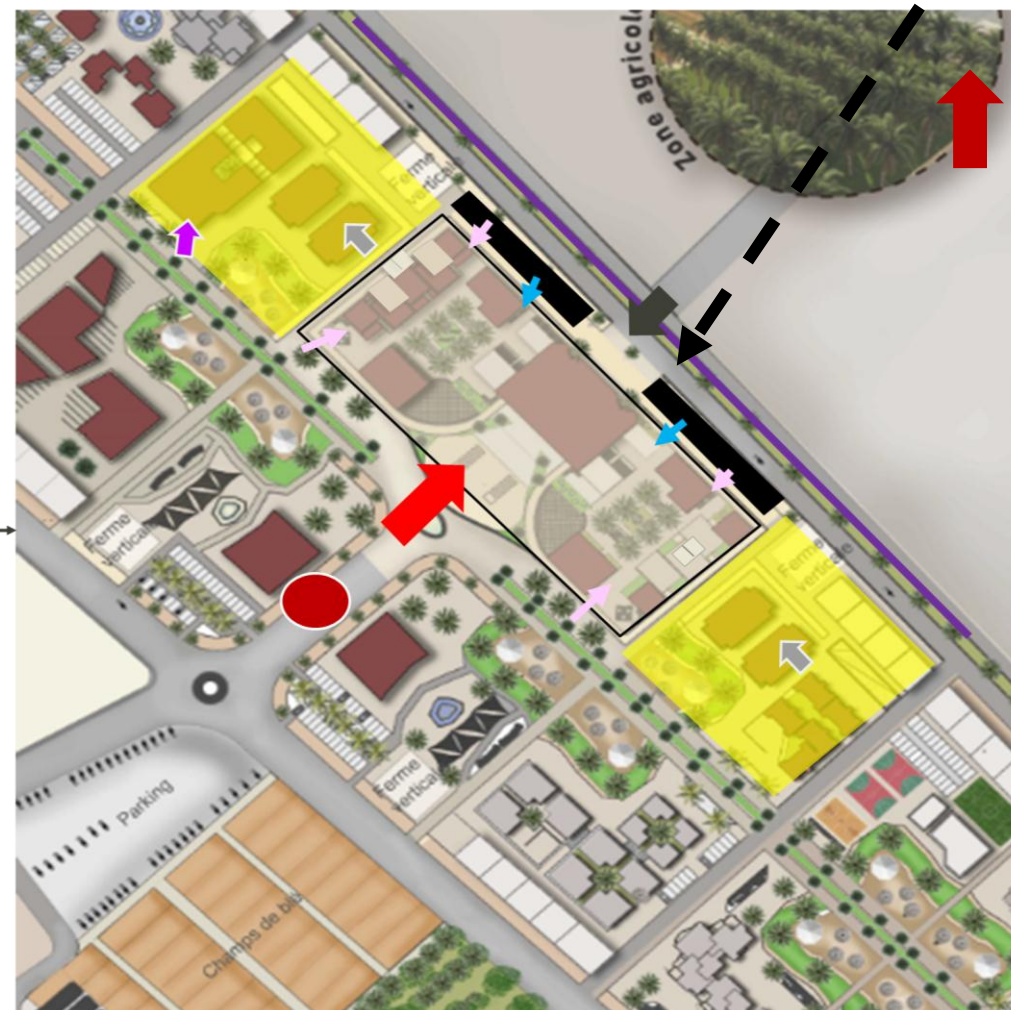 Zone agricole
Ferme
verticale
Ferme
verticale
Ferme
verticale
Ferme
verticale
Parking
Champs de blé